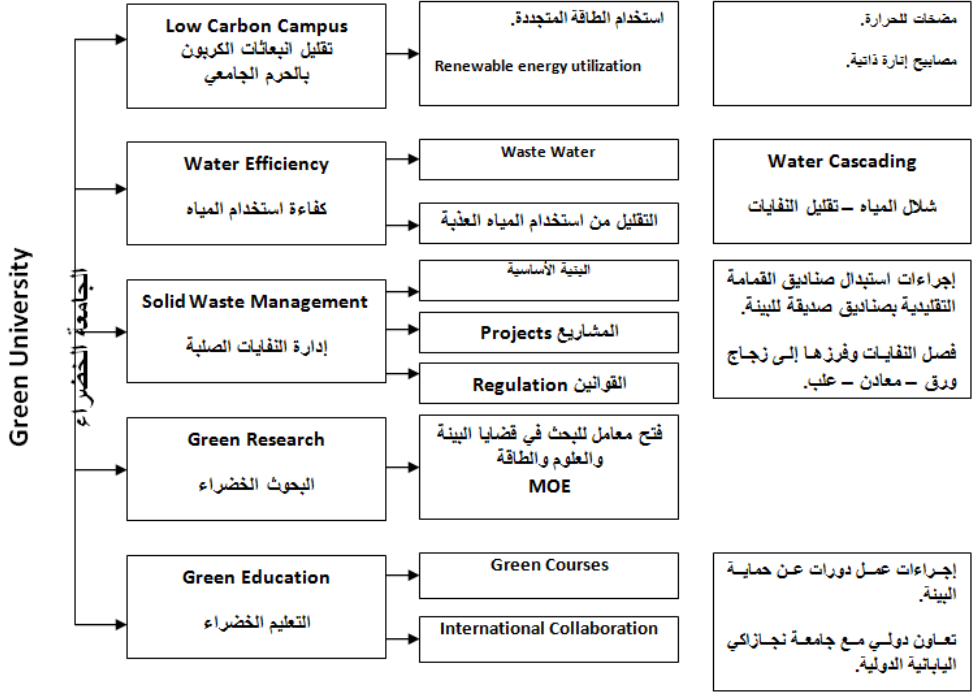 Green University
الجامعة الخضراء
Low Carbon Campus
تقليل انبعاثات الكربون
بالحرم الجامعي
استخدام الطاقة المتجددة.
Renewable energy utilization
مضخات للحرارة.
مصابيح إنارة ذاتية.
Water Efficiency
كفاءة استخدام المياه
Waste Water
التقليل من استخدام المياه العذبة
Water Cascading
شلال المياه – تقليل النفايات
Solid Waste Management
إدارة النفايات الصلبة
البنية الأساسية
Projects المشاريع
Regulation القوانين
إجراءات استبدال صناديق القمامة
التقليدية بصناديق صديقة للبيئة.
فصل النفايات وفرزها إلى زجاج
ورق – معادن – علب.
Green Research
البحوث الخضراء
فتح معامل للبحث في قضايا البيئة
والعلوم والطاقة
MOE
Green Education
التعليم الخضراء
Green Courses
International Collaboration
إجراءات عمل دورات عن حماية
البيئة.
تعاون دولي مع جامعة نجازاكي
اليابانية الدولية.